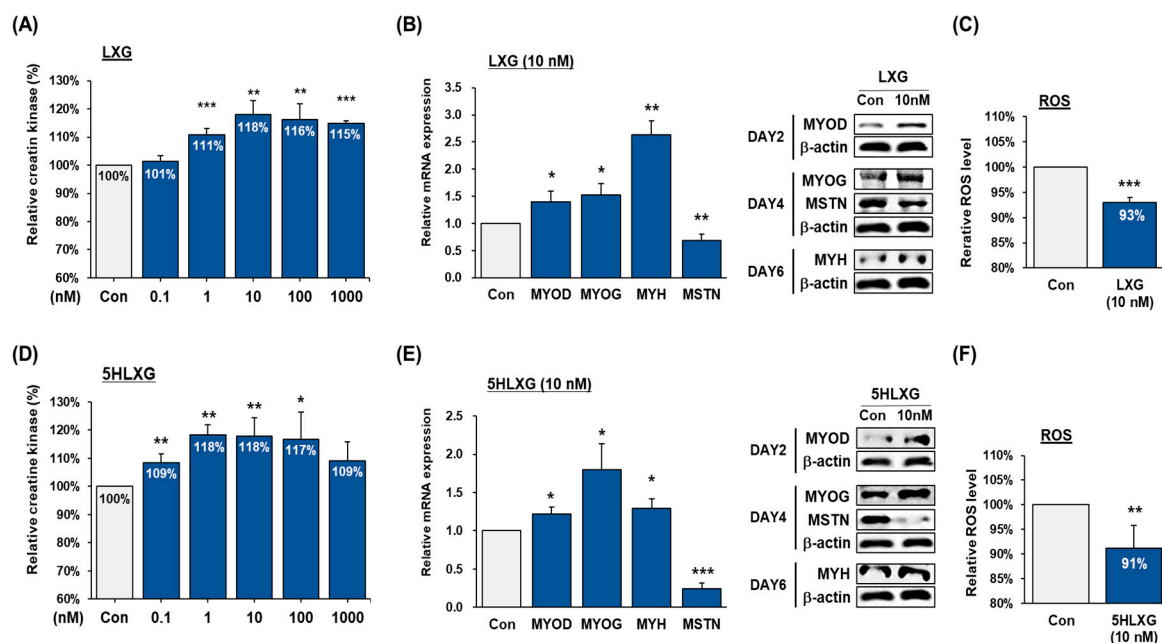 (A)
LXG
Relative creatin kinase (%)
130%
120%
110%
100%
90%
80%
70%
60%
***
**
**
***
100%
101%
111%
118%
116%
115%
(nM)
Con 0.1 1 10 100 1000
(B)
LXG (10 nM)
Relative mRNA expression
3.5
3.0
2.5
2.0
1.5
1.0
0.5
0.0
*
*
**
**
Con MYOD MYOG MYH MSTN
LXG
Con 10nM
DAY2
MYOD
β-actin
DAY4
MYOG
MSTN
β-actin
DAY6
MYH
β-actin
(C)
ROS
Rerative ROS level
110%
105%
100%
95%
90%
85%
80%
***
93%
Con
LXG
(10 nM)
(D)
5HLXG
Relative creatine kinase (%)
130%
120%
110%
100%
90%
80%
70%
60%
**
**
**
*
100%
109%
118%
118%
117%
109%
(nM)
Con 0.1 1 10 100 1000
(E)
5HLXG (10 nM)
Relative mRNA expression
2.5
2.0
1.5
1.0
0.5
0.0
*
*
*
***
Con MYOD MYOG MYH MSTN
5HLXG
Con 10nM
DAY2
MYOD
β-actin
DAY4
MYOG
MSTN
β-actin
DAY6
MYH
β-actin
(F)
ROS
Relative ROS level
110%
105%
100%
95%
90%
85%
80%
**
91%
Con
5HLXG
(10 nM)